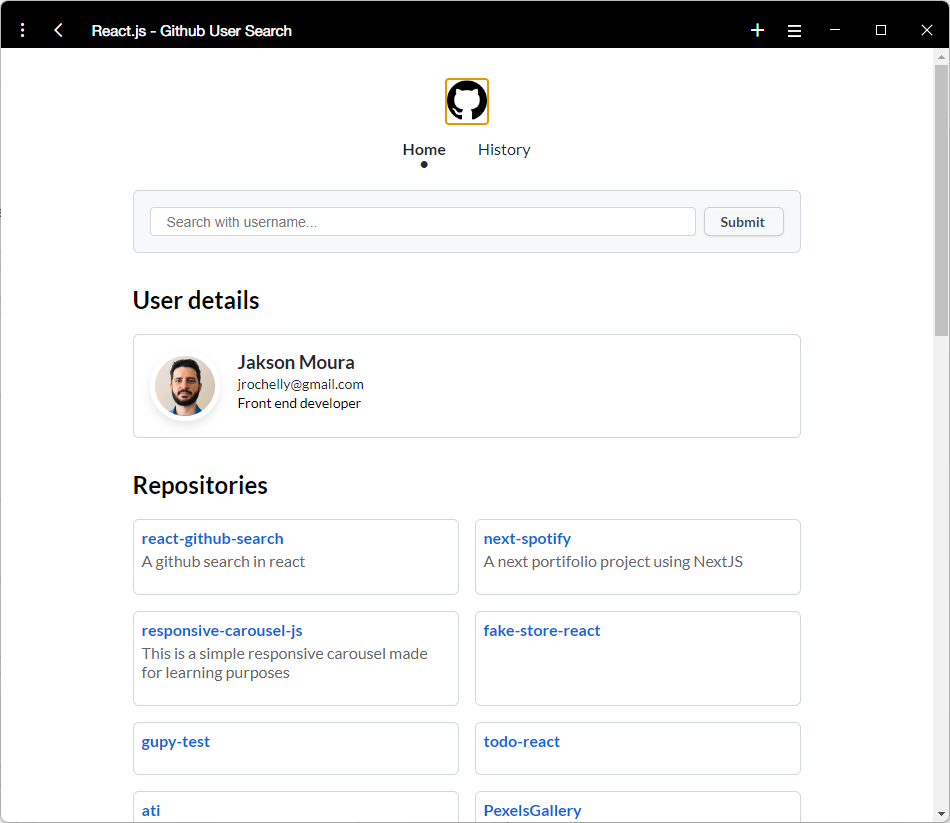 React.js - Github User Search
Home
History
Search with username...
Submit
User details
Jakson Moura
jrochelly@gmail.com
Front end developer
Repositories
react-github-search
A github search in react
next-spotify
A next portifolio project using NextJS
responsive-carousel-js
This is a simple responsive carousel made
for learning purposes
fake-store-react
gupy-test
todo-react
ati
PexelsGallery